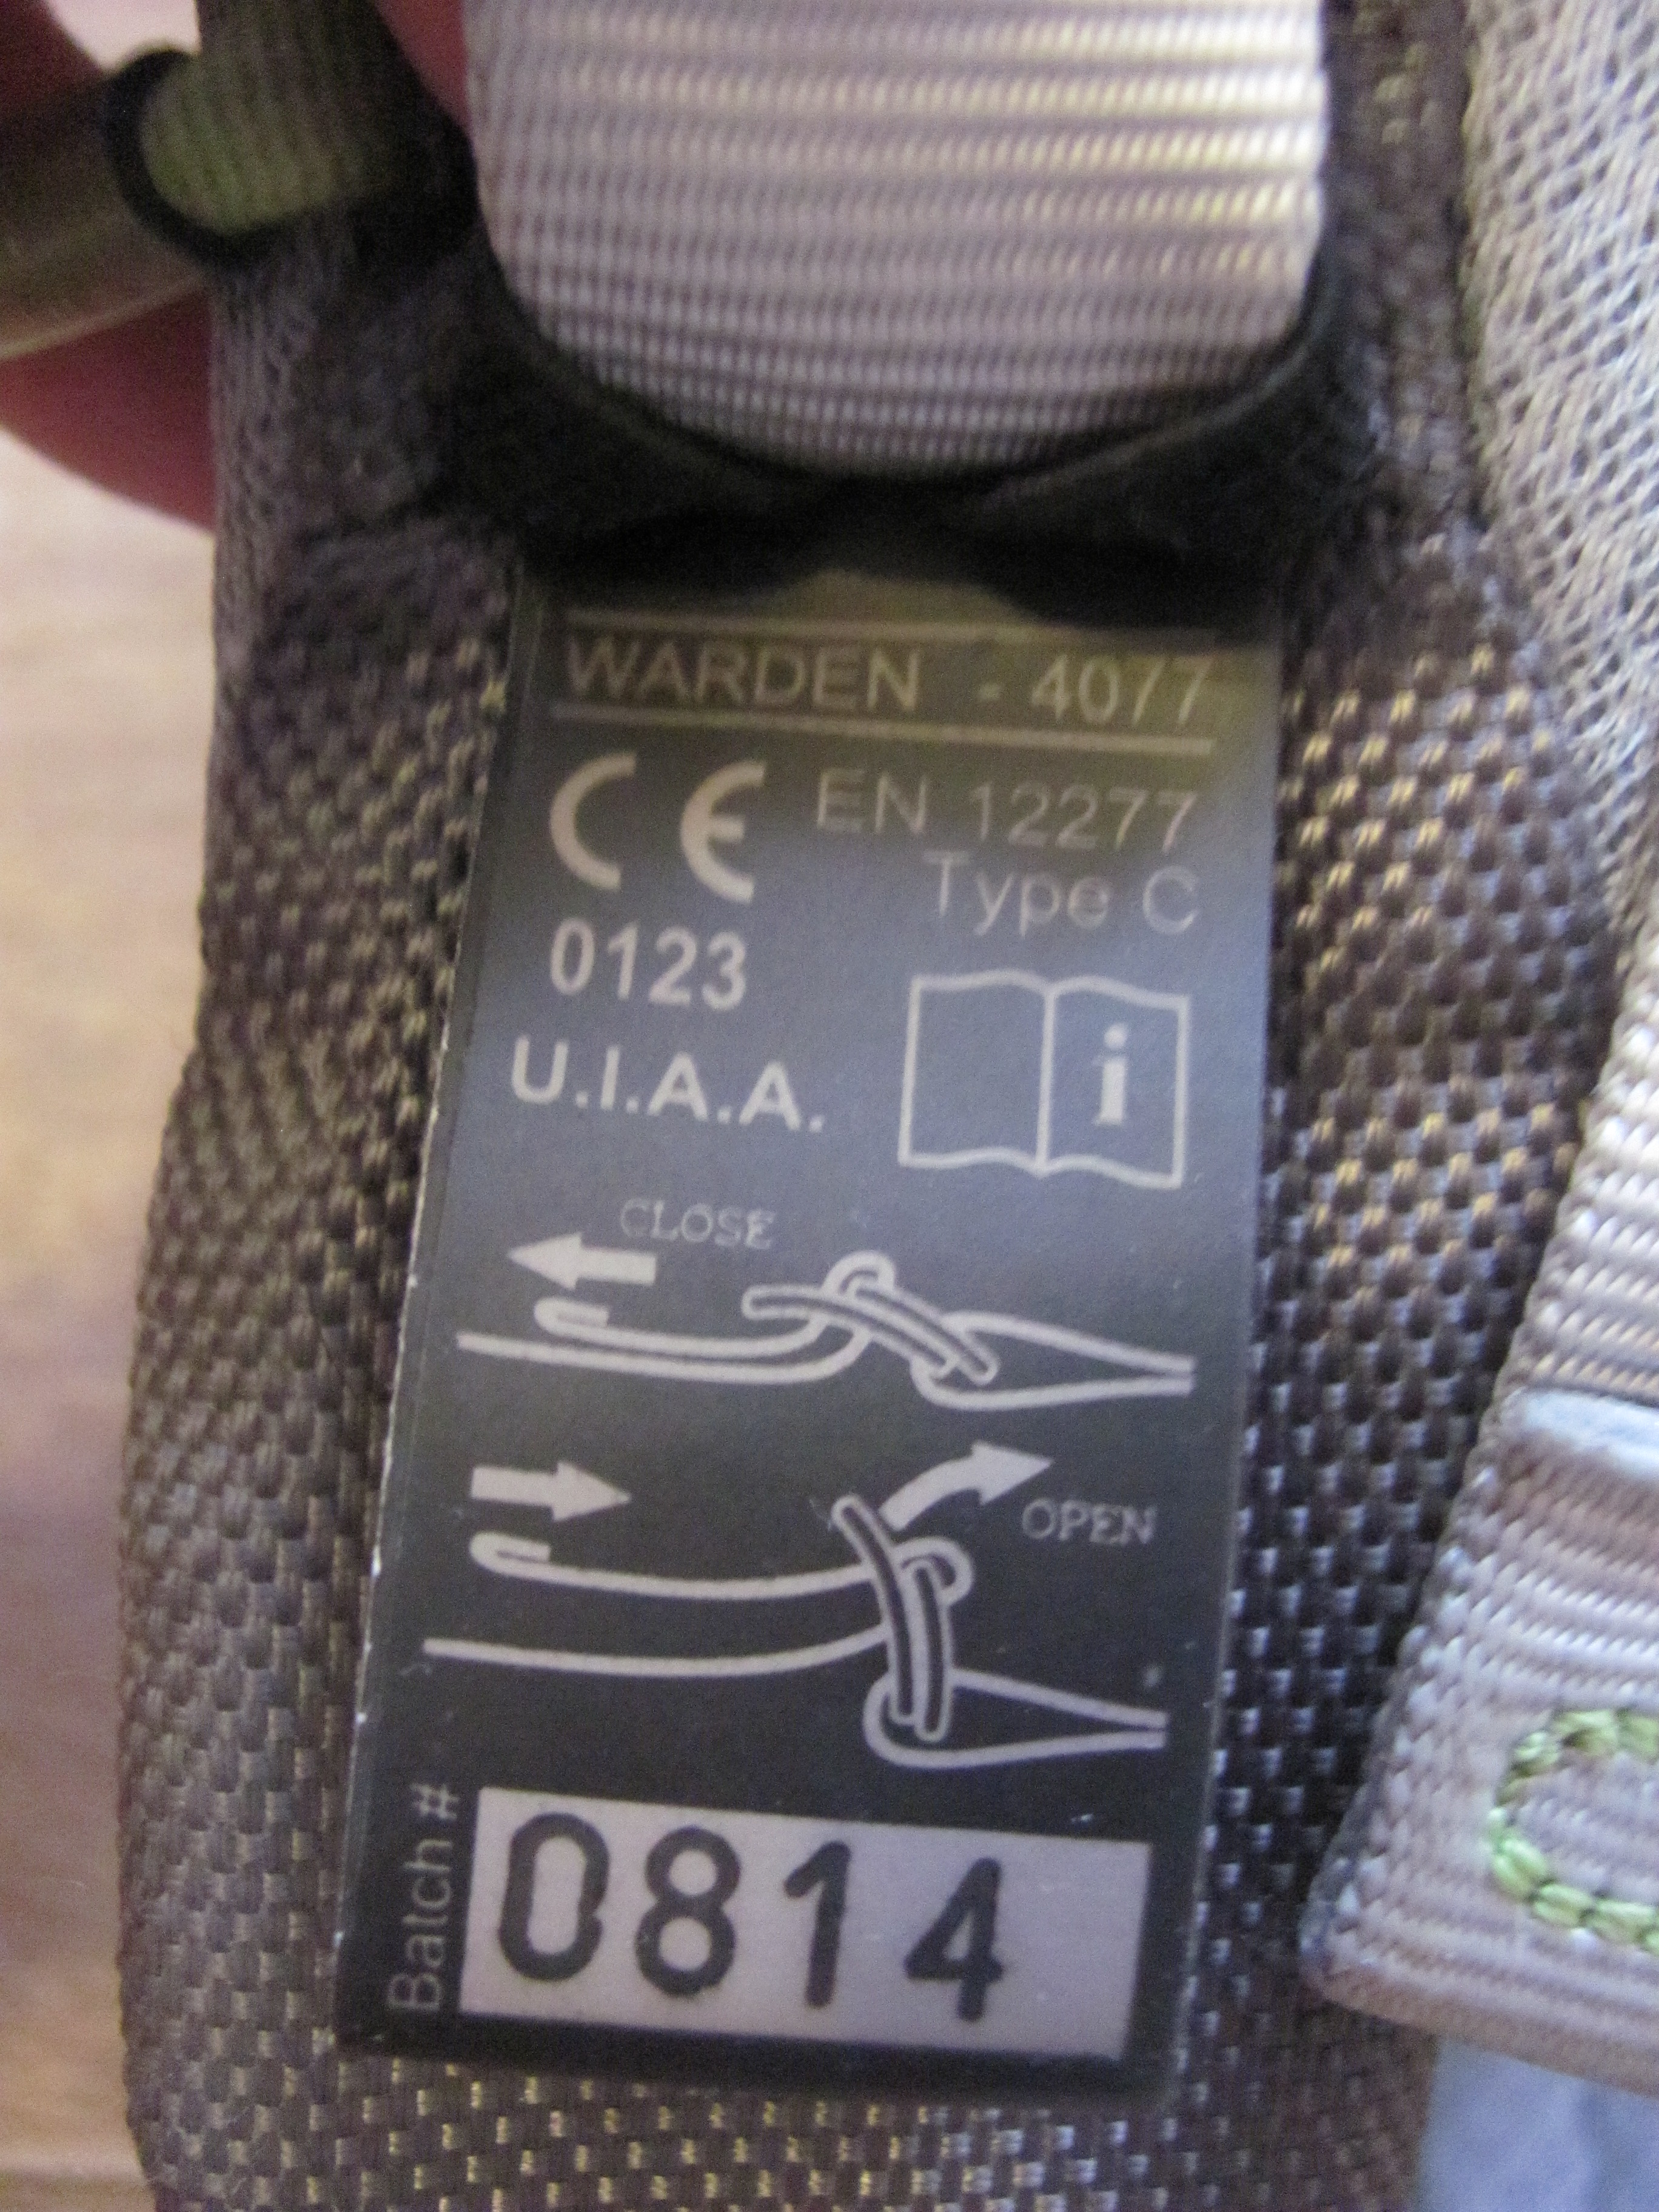 WARDEN - 4077
CE EN 12277
Type C
0123
U.I.A.A.
i
CLOSE
OPEN
Batch #
0814